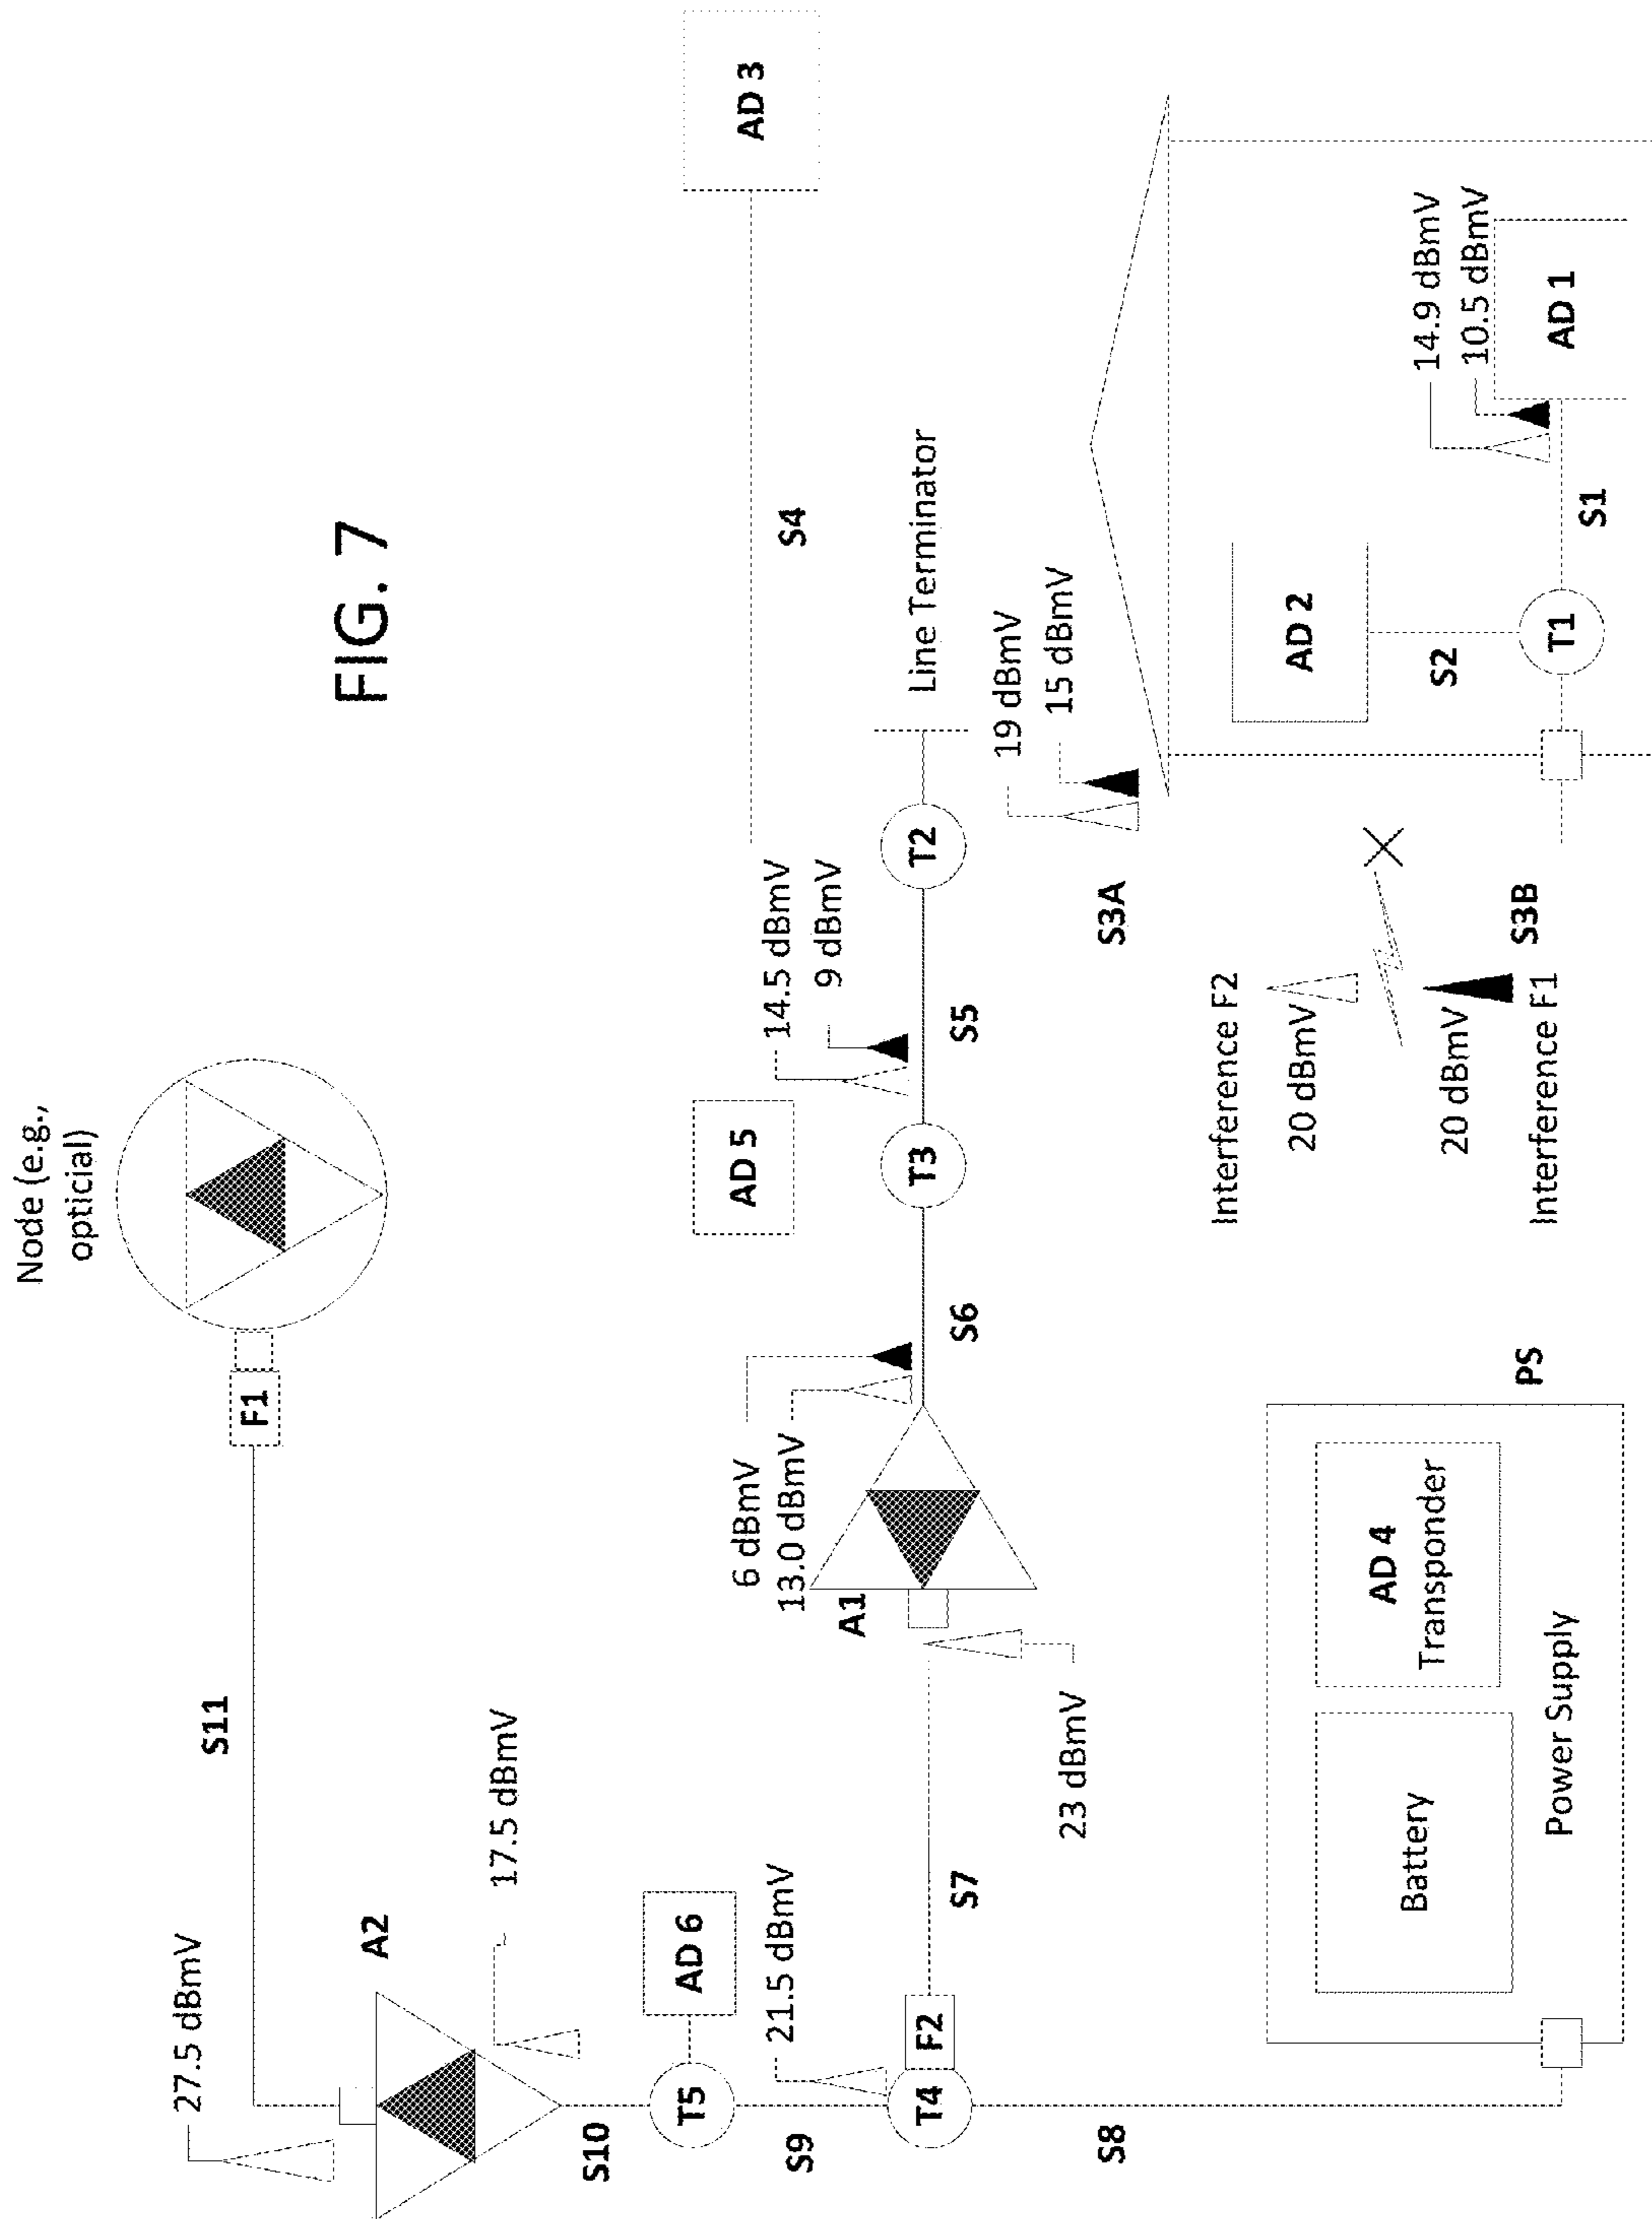 FIG. 7
Node (e.g.,
opticial)
F1
S11
27.5 dBmV
A2
17.5 dBmV
S10
T5
AD 6
S9
21.5 dBmV
T4
F2
S7
23 dBmV
A1
6 dBmV
13.0 dBmV
S6
T3
AD 5
S5
14.5 dBmV
9 dBmV
T2
Line Terminator
S4
AD 3
S8
Battery
AD 4
Transponder
Power Supply
PS
Interference F2
20 dBmV
20 dBmV
Interference F1
S3A
S3B
19 dBmV
15 dBmV
AD 2
S2
T1
S1
14.9 dBmV
10.5 dBmV
AD 1